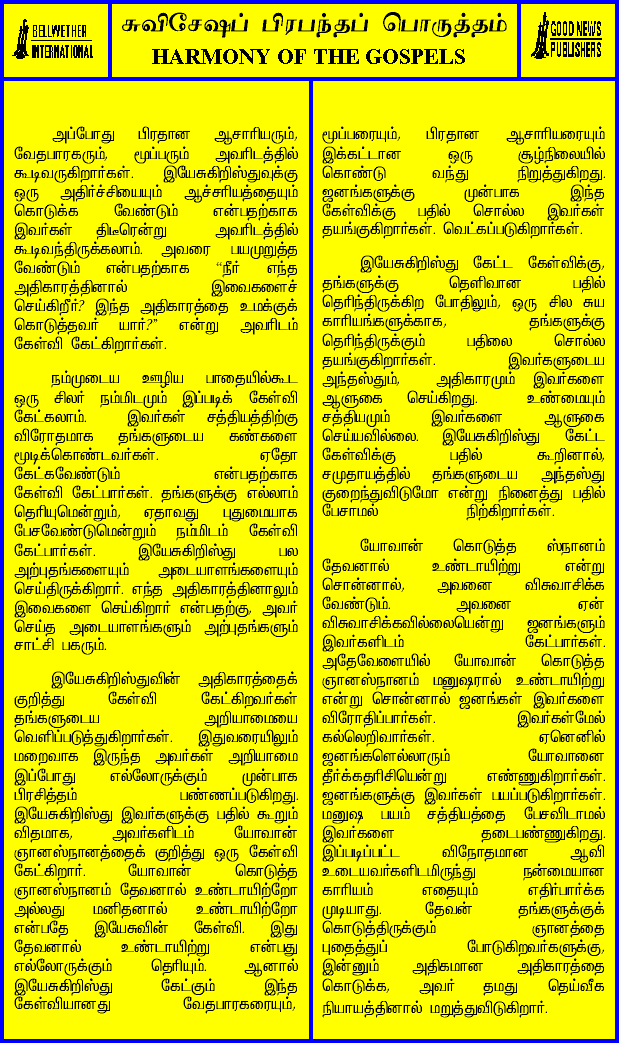 BELLWETHER
INTERNATIONAL
சுவிசேஷப் பிரபந்தப் பொருத்தம்
HARMONY OF THE GOSPELS
GOOD NEWS
PUBLISHERS
அப்போது பிரதான ஆசாரியரும்,
வேதபாரகரும், மூப்பரும் அவரிடத்தில்
கூடிவருகிறார்கள். இயேசுகிறிஸ்துவுக்கு
ஒரு அதிர்ச்சியையும் ஆச்சரியத்தையும்
கொடுக்க வேண்டும் என்பதற்காக
இவர்கள் திடீரென்று அவரிடத்தில்
கூடிவந்திருக்கலாம். அவரை பயமுறுத்த
வேண்டும் என்பதற்காக “நீர் எந்த
அதிகாரத்தினால் இவைகளைச்
செய்கிறீர்? இந்த அதிகாரத்தை உமக்குக்
கொடுத்தவர் யார்?” என்று அவரிடம்
கேள்வி கேட்கிறார்கள்.
நம்முடைய ஊழிய பாதையில்கூட
ஒரு சிலர் நம்மிடமும் இப்படிக் கேள்வி
கேட்கலாம். இவர்கள் சத்தியத்திற்கு
விரோதமாக தங்களுடைய கண்களை
மூடிக்கொண்டவர்கள். ஏதோ
கேட்கவேண்டும் என்பதற்காக
கேள்வி கேட்பார்கள். தங்களுக்கு எல்லாம்
தெரியுமென்றும், ஏதாவது புதுமையாக
பேசவேண்டுமென்றும் நம்மிடம் கேள்வி
கேட்பார்கள். இயேசுகிறிஸ்து பல
அற்புதங்களையும் அடையாளங்களையும்
செய்திருக்கிறார். எந்த அதிகாரத்தினாலும்
இவைகளை செய்கிறார் என்பதற்கு, அவர்
செய்த அடையாளங்களும் அற்புதங்களும்
சாட்சி பகரும்.
இயேசுகிறிஸ்துவின் அதிகாரத்தைக்
குறித்து கேள்வி கேட்கிறவர்கள்
தங்களுடைய அறியாமையை
வெளிப்படுத்துகிறார்கள். இதுவரையிலும்
மறைவாக இருந்த அவர்கள் அறியாமை
இப்போது எல்லோருக்கும் முன்பாக
பிரசித்தம் பண்ணப்படுகிறது.
இயேசுகிறிஸ்து இவர்களுக்கு பதில் கூறும்
விதமாக, அவர்களிடம் யோவான்
ஞானஸ்நானத்தைக் குறித்து ஒரு கேள்வி
கேட்கிறார். யோவான் கொடுத்த
ஞானஸ்நானம் தேவனால் உண்டாயிற்றோ
அல்லது மனிதனால் உண்டாயிற்றோ
என்பதே இயேசுவின் கேள்வி. இது
தேவனால் உண்டாயிற்று என்பது
எல்லோருக்கும் தெரியும். ஆனால்
இயேசுகிறிஸ்து கேட்கும் இந்த
கேள்வியானது வேதபாரகரையும்,
மூப்பரையும், பிரதான ஆசாரியரையும்
இக்கட்டான ஒரு சூழ்நிலையில்
கொண்டு வந்து நிறுத்துகிறது.
ஜனங்களுக்கு முன்பாக இந்த
கேள்விக்கு பதில் சொல்ல இவர்கள்
தயங்குகிறார்கள். வெட்கப்படுகிறார்கள்.
இயேசுகிறிஸ்து கேட்ட கேள்விக்கு,
தங்களுக்கு தெளிவான பதில்
தெரிந்திருக்கிற போதிலும், ஒரு சில சுய
காரியங்களுக்காக, தங்களுக்கு
தெரிந்திருக்கும் பதிலை சொல்ல
தயங்குகிறார்கள். இவர்களுடைய
அந்தஸ்தும், அதிகாரமும் இவர்களை
ஆளுகை செய்கிறது. உண்மையும்
சத்தியமும் இவர்களை ஆளுகை
செய்யவில்லை. இயேசுகிறிஸ்து கேட்ட
கேள்விக்கு பதில் கூறினால்,
சமுதாயத்தில் தங்களுடைய அந்தஸ்து
குறைந்துவிடுமோ என்று நினைத்து பதில்
பேசாமல் நிற்கிறார்கள்.
யோவான் கொடுத்த ஸ்நானம்
தேவனால் உண்டாயிற்று என்று
சொன்னால், அவனை விசுவாசிக்க
வேண்டும். அவனை ஏன்
விசுவாசிக்கவில்லையென்று ஜனங்களும்
இவர்களிடம் கேட்பார்கள்.
அதேவேளையில் யோவான் கொடுத்த
ஞானஸ்நானம் மனுஷரால் உண்டாயிற்று
என்று சொன்னால் ஜனங்கள் இவர்களை
விரோதிப்பார்கள். இவர்கள்மேல்
கல்லெறிவார்கள். ஏனெனில்
ஜனங்களெல்லாரும் யோவானை
தீர்க்கதரிசியென்று எண்ணுகிறார்கள்.
ஜனங்களுக்கு இவர்கள் பயப்படுகிறார்கள்.
மனுஷ பயம் சத்தியத்தை பேசவிடாமல்
இவர்களை தடைபண்ணுகிறது.
இப்படிப்பட்ட விநோதமான ஆவி
உடையவர்களிடமிருந்து நன்மையான
காரியம் எதையும் எதிர்பார்க்க
முடியாது. தேவன் தங்களுக்குக்
கொடுத்திருக்கும் ஞானத்தை
புதைத்துப் போடுகிறவர்களுக்கு,
இன்னும் அதிகமான அதிகாரத்தை
கொடுக்க, அவர் தமது தெய்வீக
நியாயத்தினால் மறுத்துவிடுகிறார்.